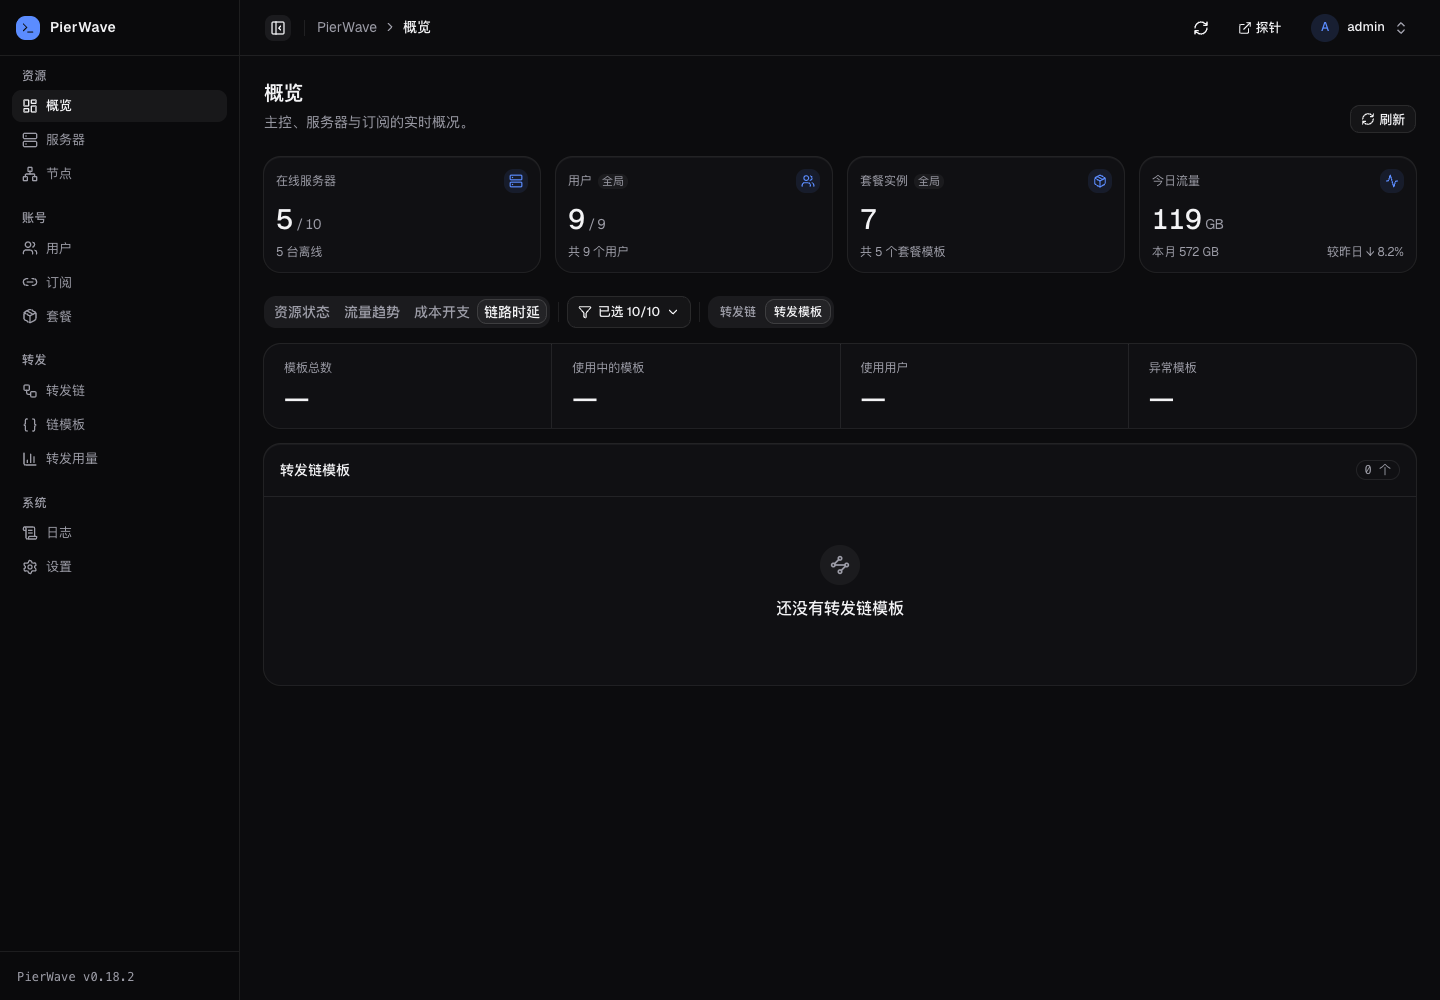 PierWave
PierWave > 概览
探针
A admin
资源
概览
服务器
节点
账号
用户
订阅
套餐
转发
转发链
链模板
转发用量
系统
日志
设置
PierWave v0.18.2
概览
主控、服务器与订阅的实时概况。
刷新
在线服务器
5 / 10
5 台离线
用户 全局
9 / 9
共 9 个用户
套餐实例 全局
7
共 5 个套餐模板
今日流量
119 GB
本月 572 GB 较昨日 ↓ 8.2%
资源状态 流量趋势 成本开支 链路时延 已选 10/10 转发链 转发模板
模板总数
—
使用中的模板
—
使用用户
—
异常模板
—
转发链模板 0 个
还没有转发链模板